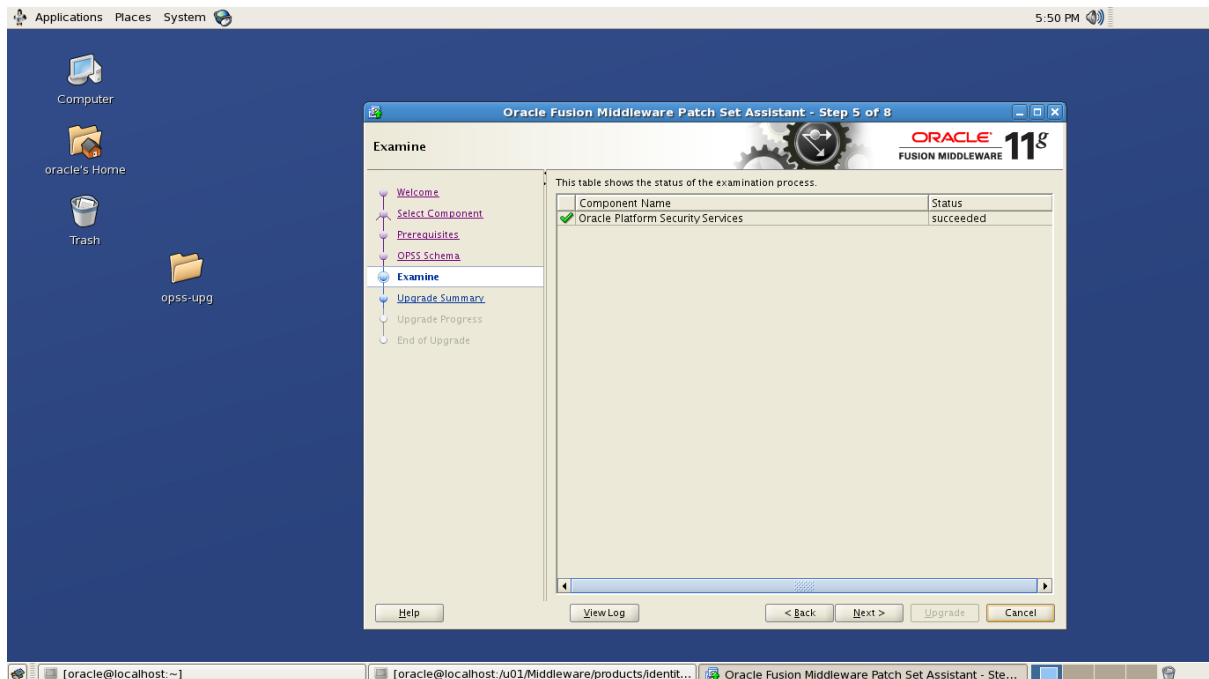 Applications Places System 5:50 PM
Computer
oracle's Home
Trash
opss-upg
Oracle Fusion Middleware Patch Set Assistant - Step 5 of 8
Examine
ORACLE
FUSION MIDDLEWARE 11g
Welcome
Select Component
Prerequisites
OPSS Schema
Examine
Upgrade Summary
Upgrade Progress
End of Upgrade
This table shows the status of the examination process.
Component Name Status
Oracle Platform Security Services succeeded
Help View Log < Back Next > Upgrade Cancel
[oracle@localhost:~] [oracle@localhost:/u01/Middleware/products/identit... Oracle Fusion Middleware Patch Set Assistant - Ste...